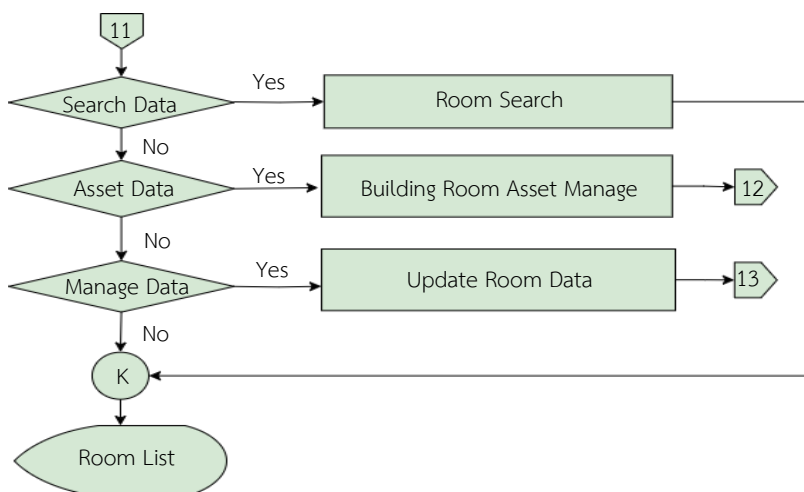 11
Search Data
Yes
Room Search
No
Asset Data
Yes
Building Room Asset Manage
12
No
Manage Data
Yes
Update Room Data
13
No
K
Room List